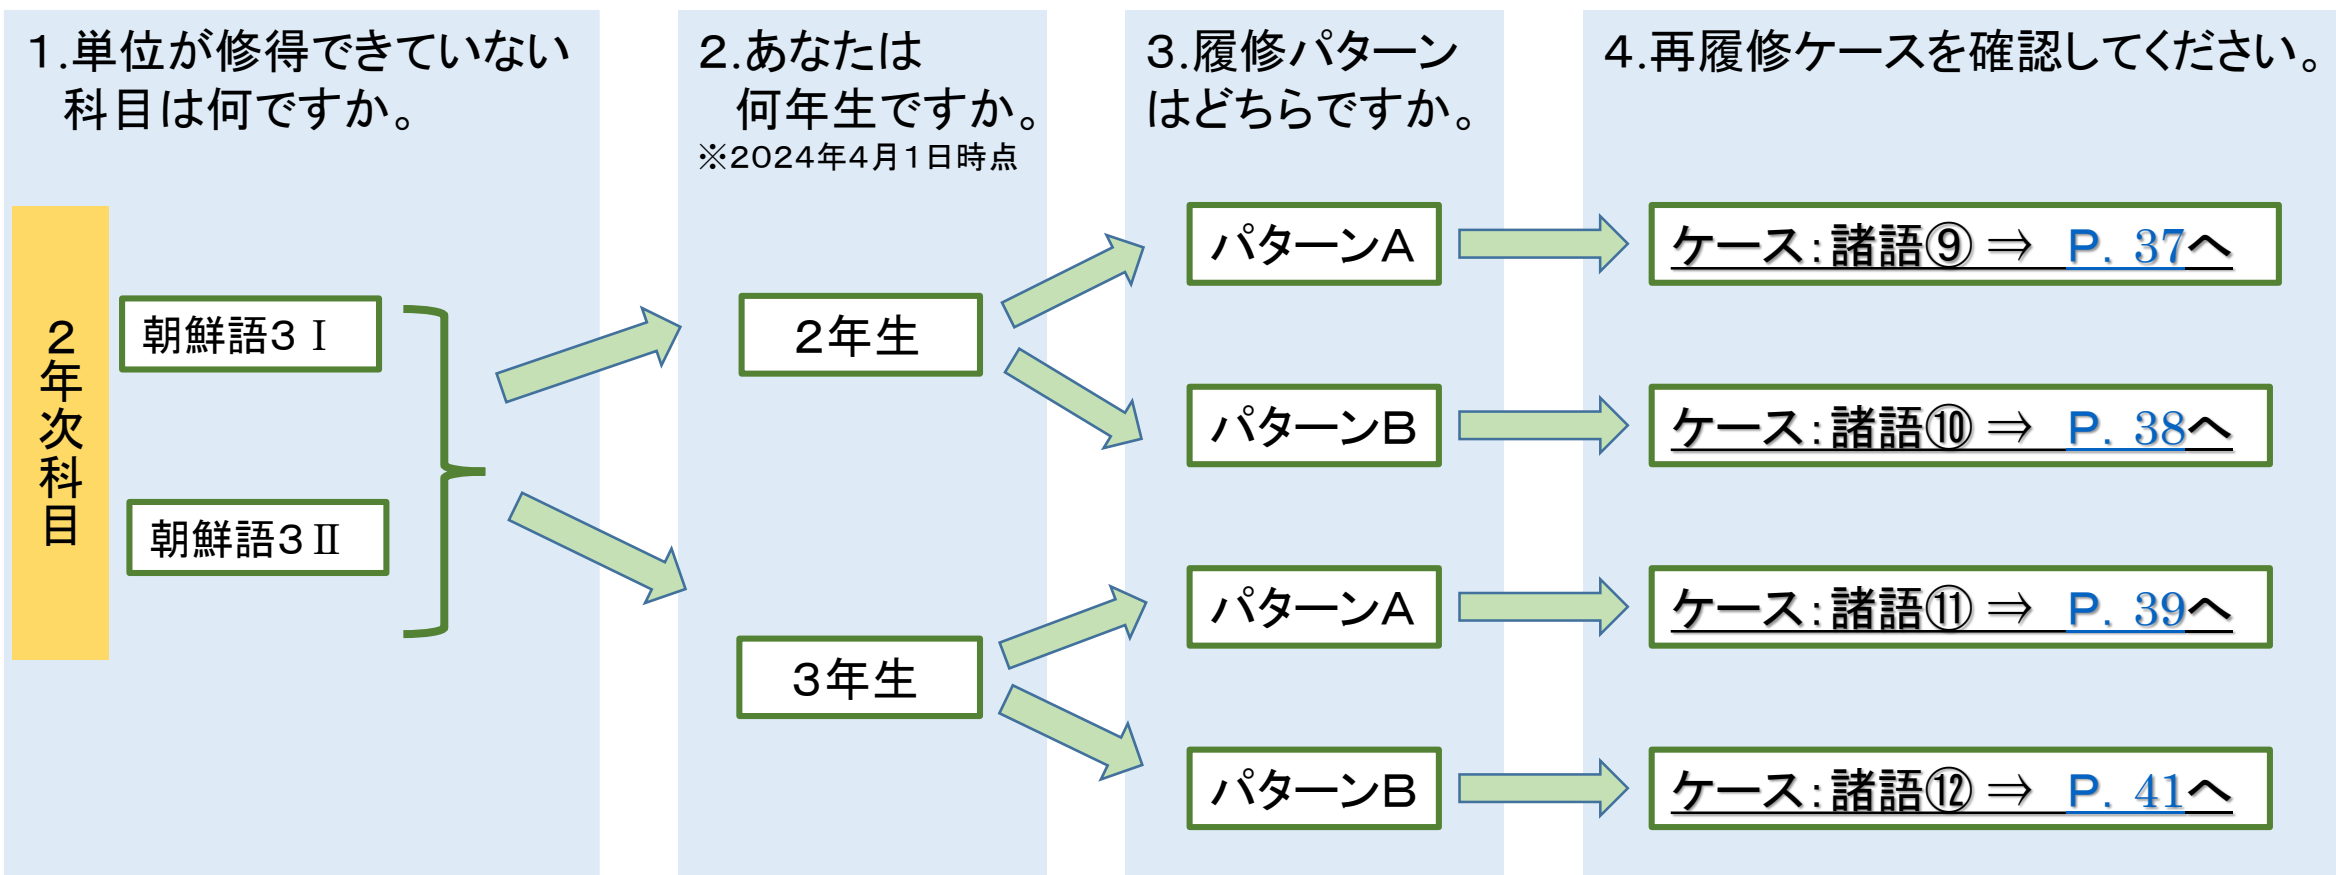 １.単位が修得できていない
科目は何ですか。
２.あなたは
何年生ですか。
※２０２４年４月１日時点
３.履修パターン
はどちらですか。
４.再履修ケースを確認してください。
２年次科目
朝鮮語３Ⅰ
朝鮮語３Ⅱ
２年生
３年生
パターンＡ
パターンＢ
パターンＡ
パターンＢ
ケース：諸語⑨ ⇒ Ｐ．37へ
ケース：諸語⑩ ⇒ Ｐ．38へ
ケース：諸語⑪ ⇒ Ｐ．39へ
ケース：諸語⑫ ⇒ Ｐ．41へ